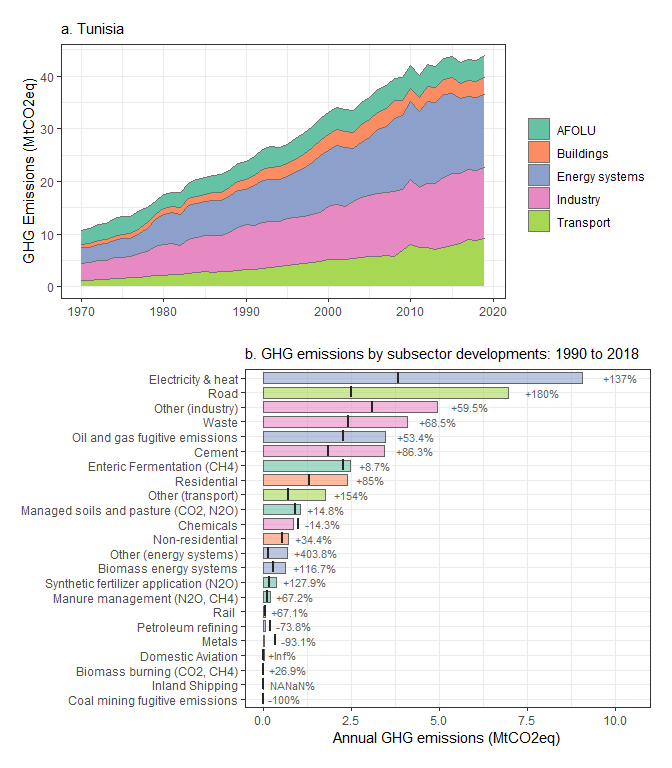 a. Tunisia
GHG Emissions (MtCO2eq)
40
30
20
10
0
1970 1980 1990 2000 2010 2020
AFOLU
Buildings
Energy systems
Industry
Transport
b. GHG emissions by subsector developments: 1990 to 2018
Electricity & heat +137%
Road +180%
Other (industry) +59.5%
Waste +68.5%
Oil and gas fugitive emissions +53.4%
Cement +86.3%
Enteric Fermentation (CH4) +8.7%
Residential +85%
Other (transport) +154%
Managed soils and pasture (CO2, N2O) +14.8%
Chemicals -14.3%
Non-residential +34.4%
Other (energy systems) +403.8%
Biomass energy systems +116.7%
Synthetic fertilizer application (N2O) +127.9%
Manure management (N2O, CH4) +67.2%
Rail +67.1%
Petroleum refining -73.8%
Metals -93.1%
Domestic Aviation +Inf%
Biomass burning (CO2, CH4) +26.9%
Inland Shipping NANaN%
Coal mining fugitive emissions -100%
0.0 2.5 5.0 7.5 10.0
Annual GHG emissions (MtCO2eq)